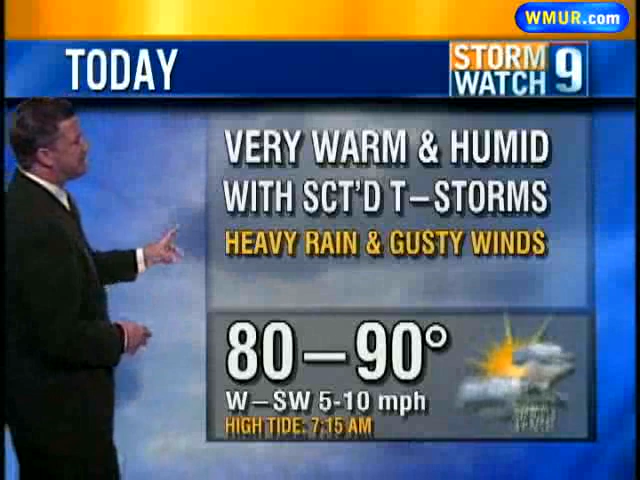 WMUR.com
TODAY
STORM
WATCH 9
VERY WARM & HUMID
WITH SCT'D T-STORMS
HEAVY RAIN & GUSTY WINDS
80-90°
W-SW 5-10 mph
HIGH TIDE: 7:15 AM